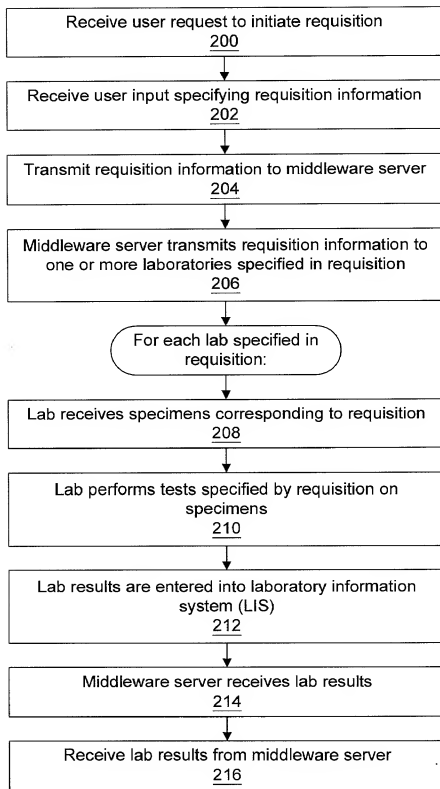 Receive user request to initiate requisition
200
Receive user input specifying requisition information
202
Transmit requisition information to middleware server
204
Middleware server transmits requisition information to
one or more laboratories specified in requisition
206
For each lab specified in
requisition:
Lab receives specimens corresponding to requisition
208
Lab performs tests specified by requisition on
specimens
210
Lab results are entered into laboratory information
system (LIS)
212
Middleware server receives lab results
214
Receive lab results from middleware server
216